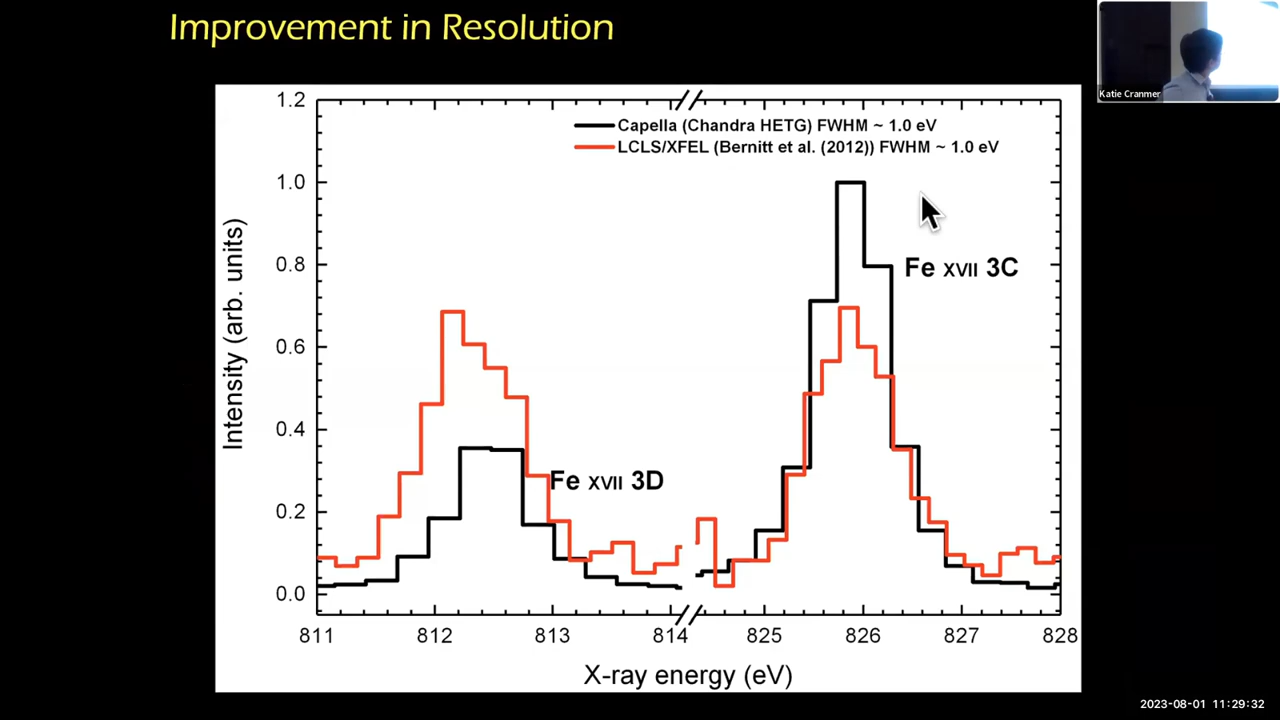 Improvement in Resolution
Katie Cranmer
1.2
1.0
0.8
0.6
0.4
0.2
0.0
Intensity (arb. units)
Capella (Chandra HETG) FWHM ~ 1.0 eV
LCLS/XFEL (Bernitt et al. (2012)) FWHM ~ 1.0 eV
Fe XVII 3C
Fe XVII 3D
811 812 813 814 825 826 827 828
X-ray energy (eV)
2023-08-01 11:29:32